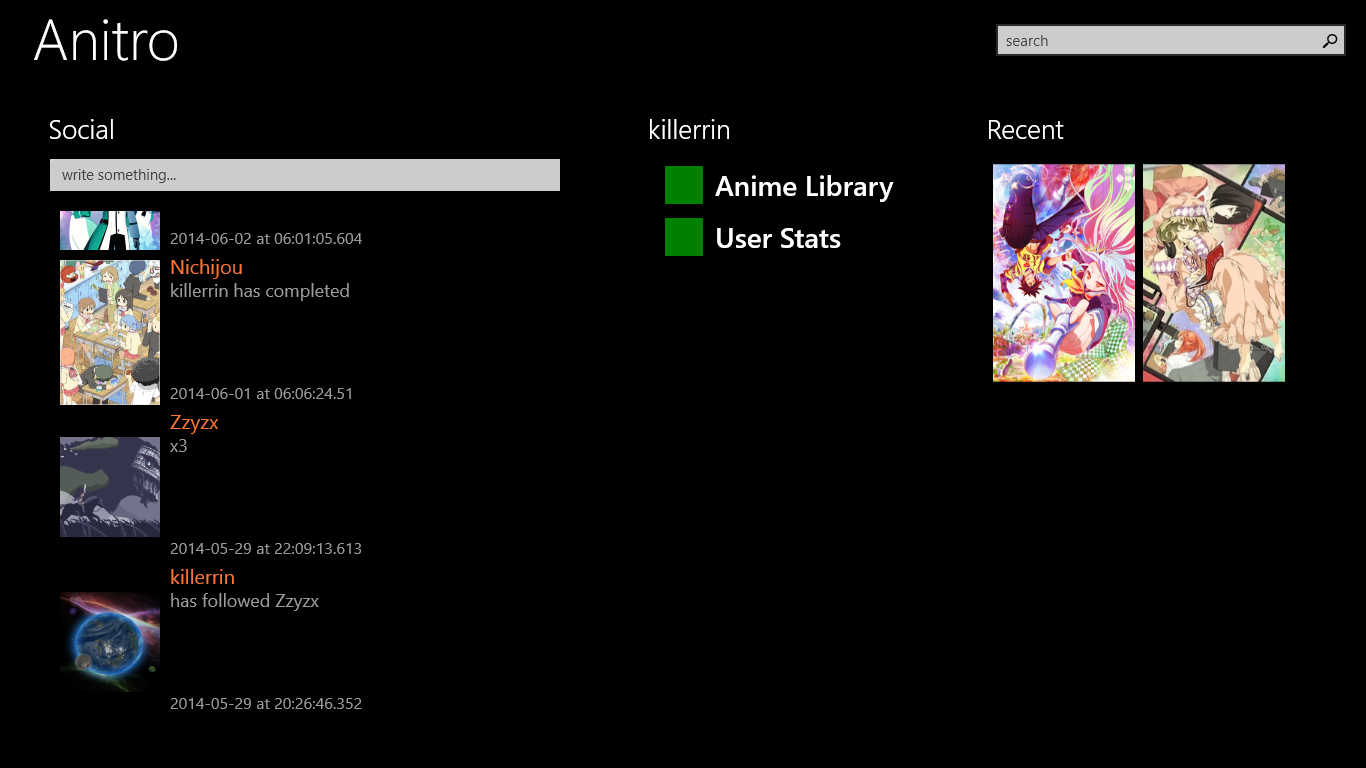 Anitro
search
Social
write something...
2014-06-02 at 06:01:05.604
Nichijou
killerrin has completed
2014-06-01 at 06:06:24.51
Zzyzx
x3
2014-05-29 at 22:09:13.613
killerrin
has followed Zzyzx
2014-05-29 at 20:26:46.352
killerrin
Anime Library
User Stats
Recent